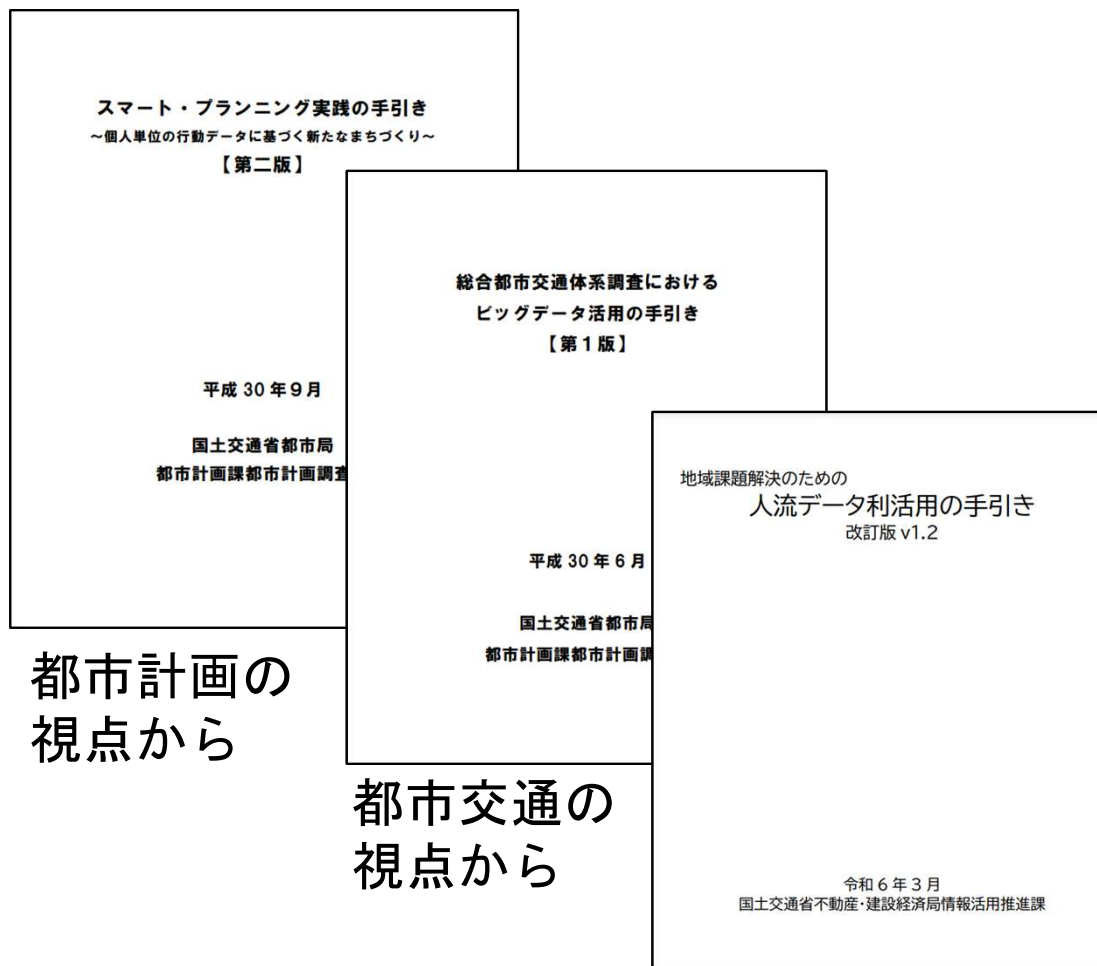 スマート・プランニング実践の手引き
～個人単位の行動データに基づく新たなまちづくり～
【第二版】
平成 30 年９月
国土交通省都市局
都市計画課都市計画調査
都市計画の
視点から
総合都市交通体系調査における
ビッグデータ活用の手引き
【第１版】
平成 30 年 6 月
国土交通省都市局
都市計画課都市計画調
都市交通の
視点から
地域課題解決のための
人流データ利活用の手引き
改訂版 v1.2
令和 6 年 3 月
国土交通省不動産・建設経済局情報活用推進課